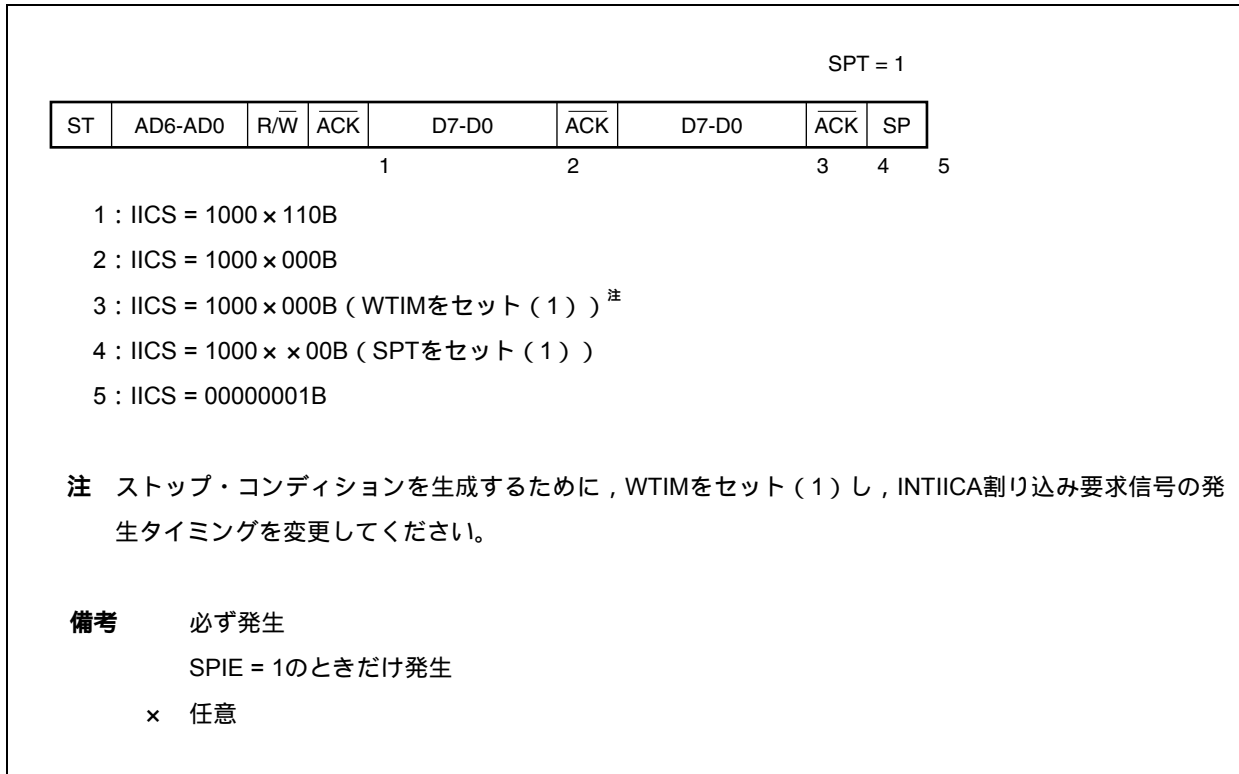 SPT = 1
ST AD6-AD0 R/W̅ A̅C̅K̅ D7-D0 A̅C̅K̅ D7-D0 A̅C̅K̅ SP
1 2 3 4 5
1：IICS = 1000×110B
2：IICS = 1000×000B
3：IICS = 1000×000B（WTIMをセット（1））注
4：IICS = 1000××00B（SPTをセット（1））
5：IICS = 00000001B
注 ストップ・コンディションを生成するために，WTIMをセット（1）し，INTIICA割り込み要求信号の発
生タイミングを変更してください。
備考 必ず発生
SPIE = 1のときだけ発生
× 任意